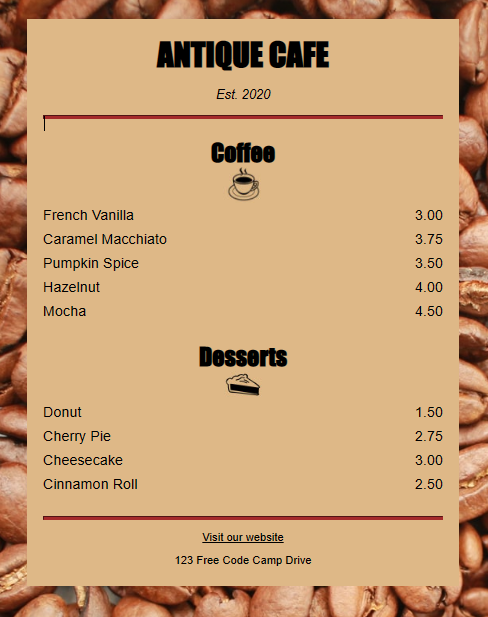 ANTIQUE CAFE
Est. 2020
Coffee
French Vanilla 3.00
Caramel Macchiato 3.75
Pumpkin Spice 3.50
Hazelnut 4.00
Mocha 4.50
Desserts
Donut 1.50
Cherry Pie 2.75
Cheesecake 3.00
Cinnamon Roll 2.50
Visit our website
123 Free Code Camp Drive